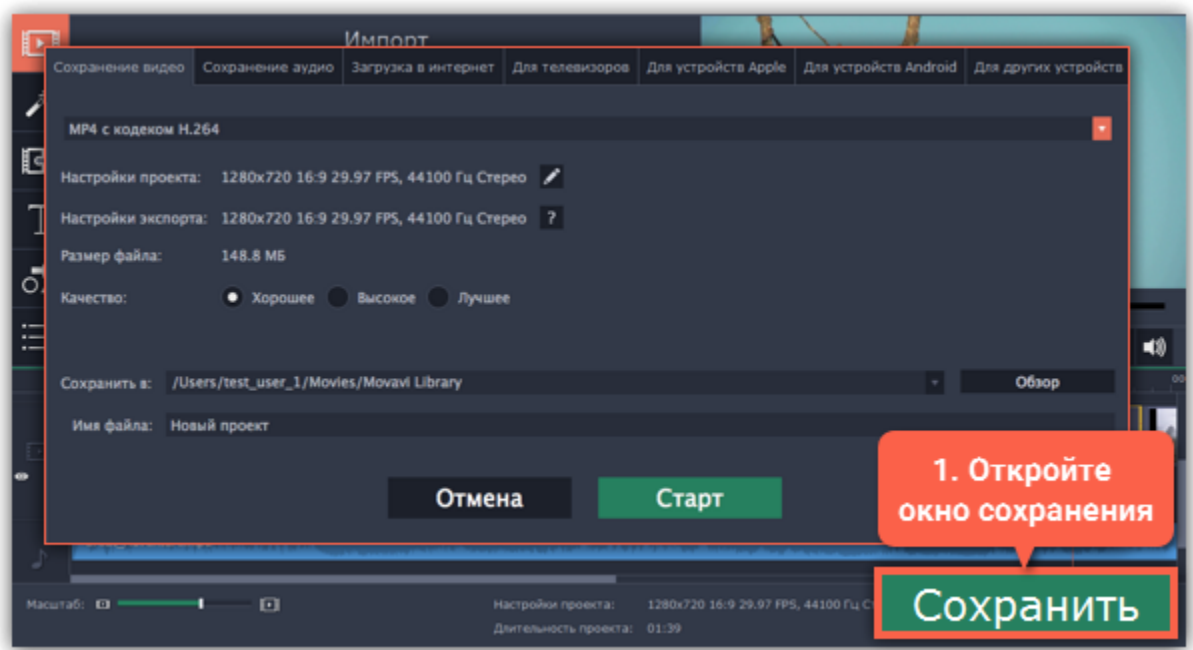 Импорт
Сохранение видео Сохранение аудио Загрузка в интернет Для телевизоров Для устройств Apple Для устройств Android Для других устройств
MP4 с кодеком H.264
Настройки проекта: 1280x720 16:9 29.97 FPS, 44100 Гц Стерео
Настройки экспорта: 1280x720 16:9 29.97 FPS, 44100 Гц Стерео ?
Размер файла: 148.8 МБ
Качество: Хорошее Высокое Лучшее
Сохранить в: /Users/test_user_1/Movies/Movavi Library Обзор
Имя файла: Новый проект
Отмена Старт
1. Откройте
окно сохранения
Сохранить
Масштаб: Настройки проекта: 1280x720 16:9 29.97 FPS, 44100 Гц
Длительность проекта: 01:39